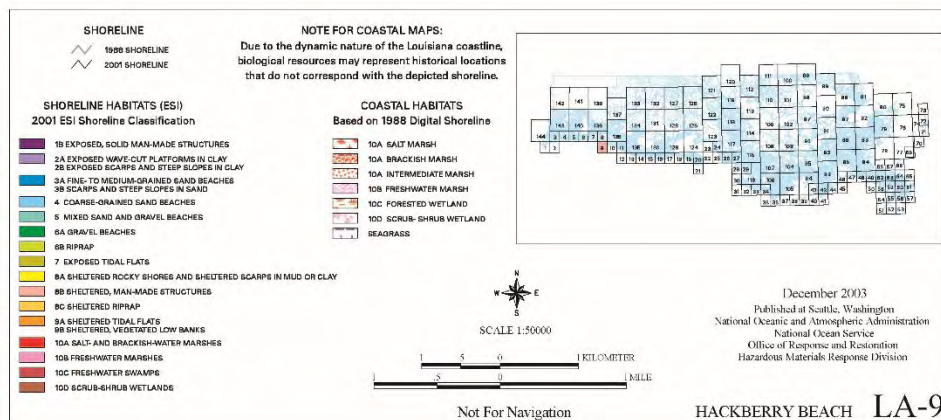 SHORELINE
1988 SHORELINE
2001 SHORELINE
NOTE FOR COASTAL MAPS:
Due to the dynamic nature of the Louisiana coastline,
biological resources may represent historical locations
that do not correspond with the depicted shoreline.
SHORELINE HABITATS (ESI)
2001 ESI Shoreline Classification
1B EXPOSED, SOLID MAN-MADE STRUCTURES
2A EXPOSED WAVE-CUT PLATFORMS IN CLAY
2B EXPOSED SCARPS AND STEEP SLOPES IN CLAY
3A FINE- TO MEDIUM-GRAINED SAND BEACHES
3B SCARPS AND STEEP SLOPES IN SAND
4 COARSE-GRAINED SAND BEACHES
5 MIXED SAND AND GRAVEL BEACHES
6A GRAVEL BEACHES
6B RIPRAP
7 EXPOSED TIDAL FLATS
8A SHELTERED ROCKY SHORES AND SHELTERED SCARPS IN MUD OR CLAY
8B SHELTERED, MAN-MADE STRUCTURES
8C SHELTERED RIPRAP
9A SHELTERED TIDAL FLATS
9B SHELTERED, VEGETATED LOW BANKS
10A SALT- AND BRACKISH-WATER MARSHES
10B FRESHWATER MARSHES
10C FRESHWATER SWAMPS
10D SCRUB-SHRUB WETLANDS
COASTAL HABITATS
Based on 1988 Digital Shoreline
10A SALT MARSH
10A BRACKISH MARSH
10A INTERMEDIATE MARSH
10B FRESHWATER MARSH
10C FORESTED WETLAND
10D SCRUB- SHRUB WETLAND
SEAGRASS
N
W E
S
SCALE 1:50000
1 .5 0 1 KILOMETER
1 .5 0 1 MILE
Not For Navigation
December 2003
Published at Seattle, Washington
National Oceanic and Atmospheric Administration
National Ocean Service
Office of Response and Restoration
Hazardous Materials Response Division
HACKBERRY BEACH LA-9